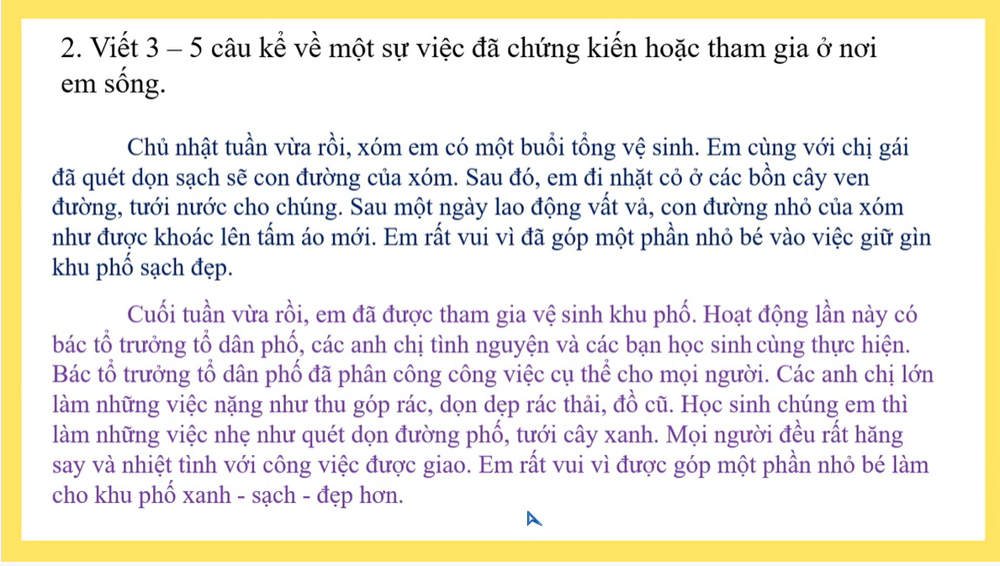 2. Viết 3 – 5 câu kể về một sự việc đã chứng kiến hoặc tham gia ở nơi
em sống.
Chủ nhật tuần vừa rồi, xóm em có một buổi tổng vệ sinh. Em cùng với chị gái
đã quét dọn sạch sẽ con đường của xóm. Sau đó, em đi nhặt cỏ ở các bồn cây ven
đường, tưới nước cho chúng. Sau một ngày lao động vất vả, con đường nhỏ của xóm
như được khoác lên tấm áo mới. Em rất vui vì đã góp một phần nhỏ bé vào việc giữ gìn
khu phố sạch đẹp.
Cuối tuần vừa rồi, em đã được tham gia vệ sinh khu phố. Hoạt động lần này có
bác tổ trưởng tổ dân phố, các anh chị tình nguyện và các bạn học sinh cùng thực hiện.
Bác tổ trưởng tổ dân phố đã phân công công việc cụ thể cho mọi người. Các anh chị lớn
làm những việc nặng như thu góp rác, dọn dẹp rác thải, đồ cũ. Học sinh chúng em thì
làm những việc nhẹ như quét dọn đường phố, tưới cây xanh. Mọi người đều rất hăng
say và nhiệt tình với công việc được giao. Em rất vui vì được góp một phần nhỏ bé làm
cho khu phố xanh - sạch - đẹp hơn.